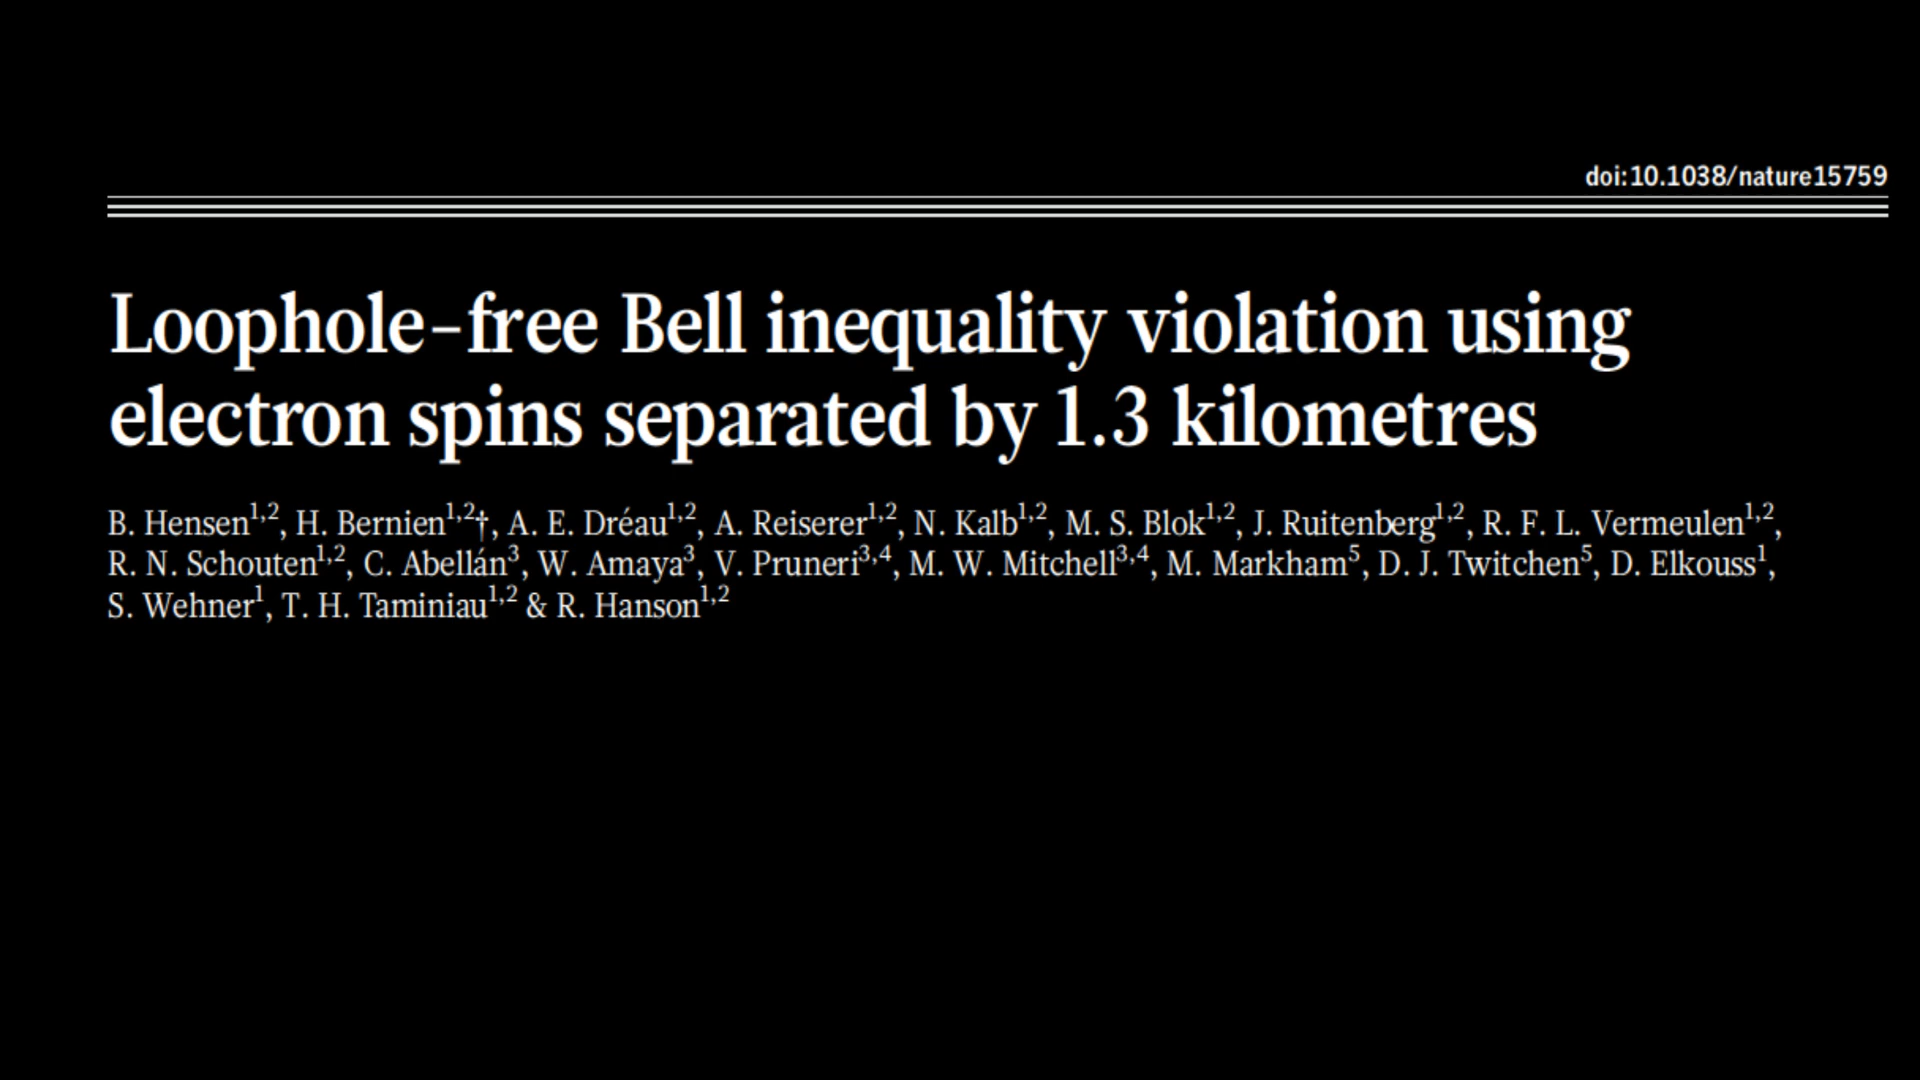 doi:10.1038/nature15759
Loophole-free Bell inequality violation using
electron spins separated by 1.3 kilometres
B. Hensen1,2, H. Bernien1,2†, A. E. Dréau1,2, A. Reiserer1,2, N. Kalb1,2, M. S. Blok1,2, J. Ruitenberg1,2, R. F. L. Vermeulen1,2,
R. N. Schouten1,2, C. Abellán3, W. Amaya3, V. Pruneri3,4, M. W. Mitchell3,4, M. Markham5, D. J. Twitchen5, D. Elkouss1,
S. Wehner1, T. H. Taminiau1,2 & R. Hanson1,2